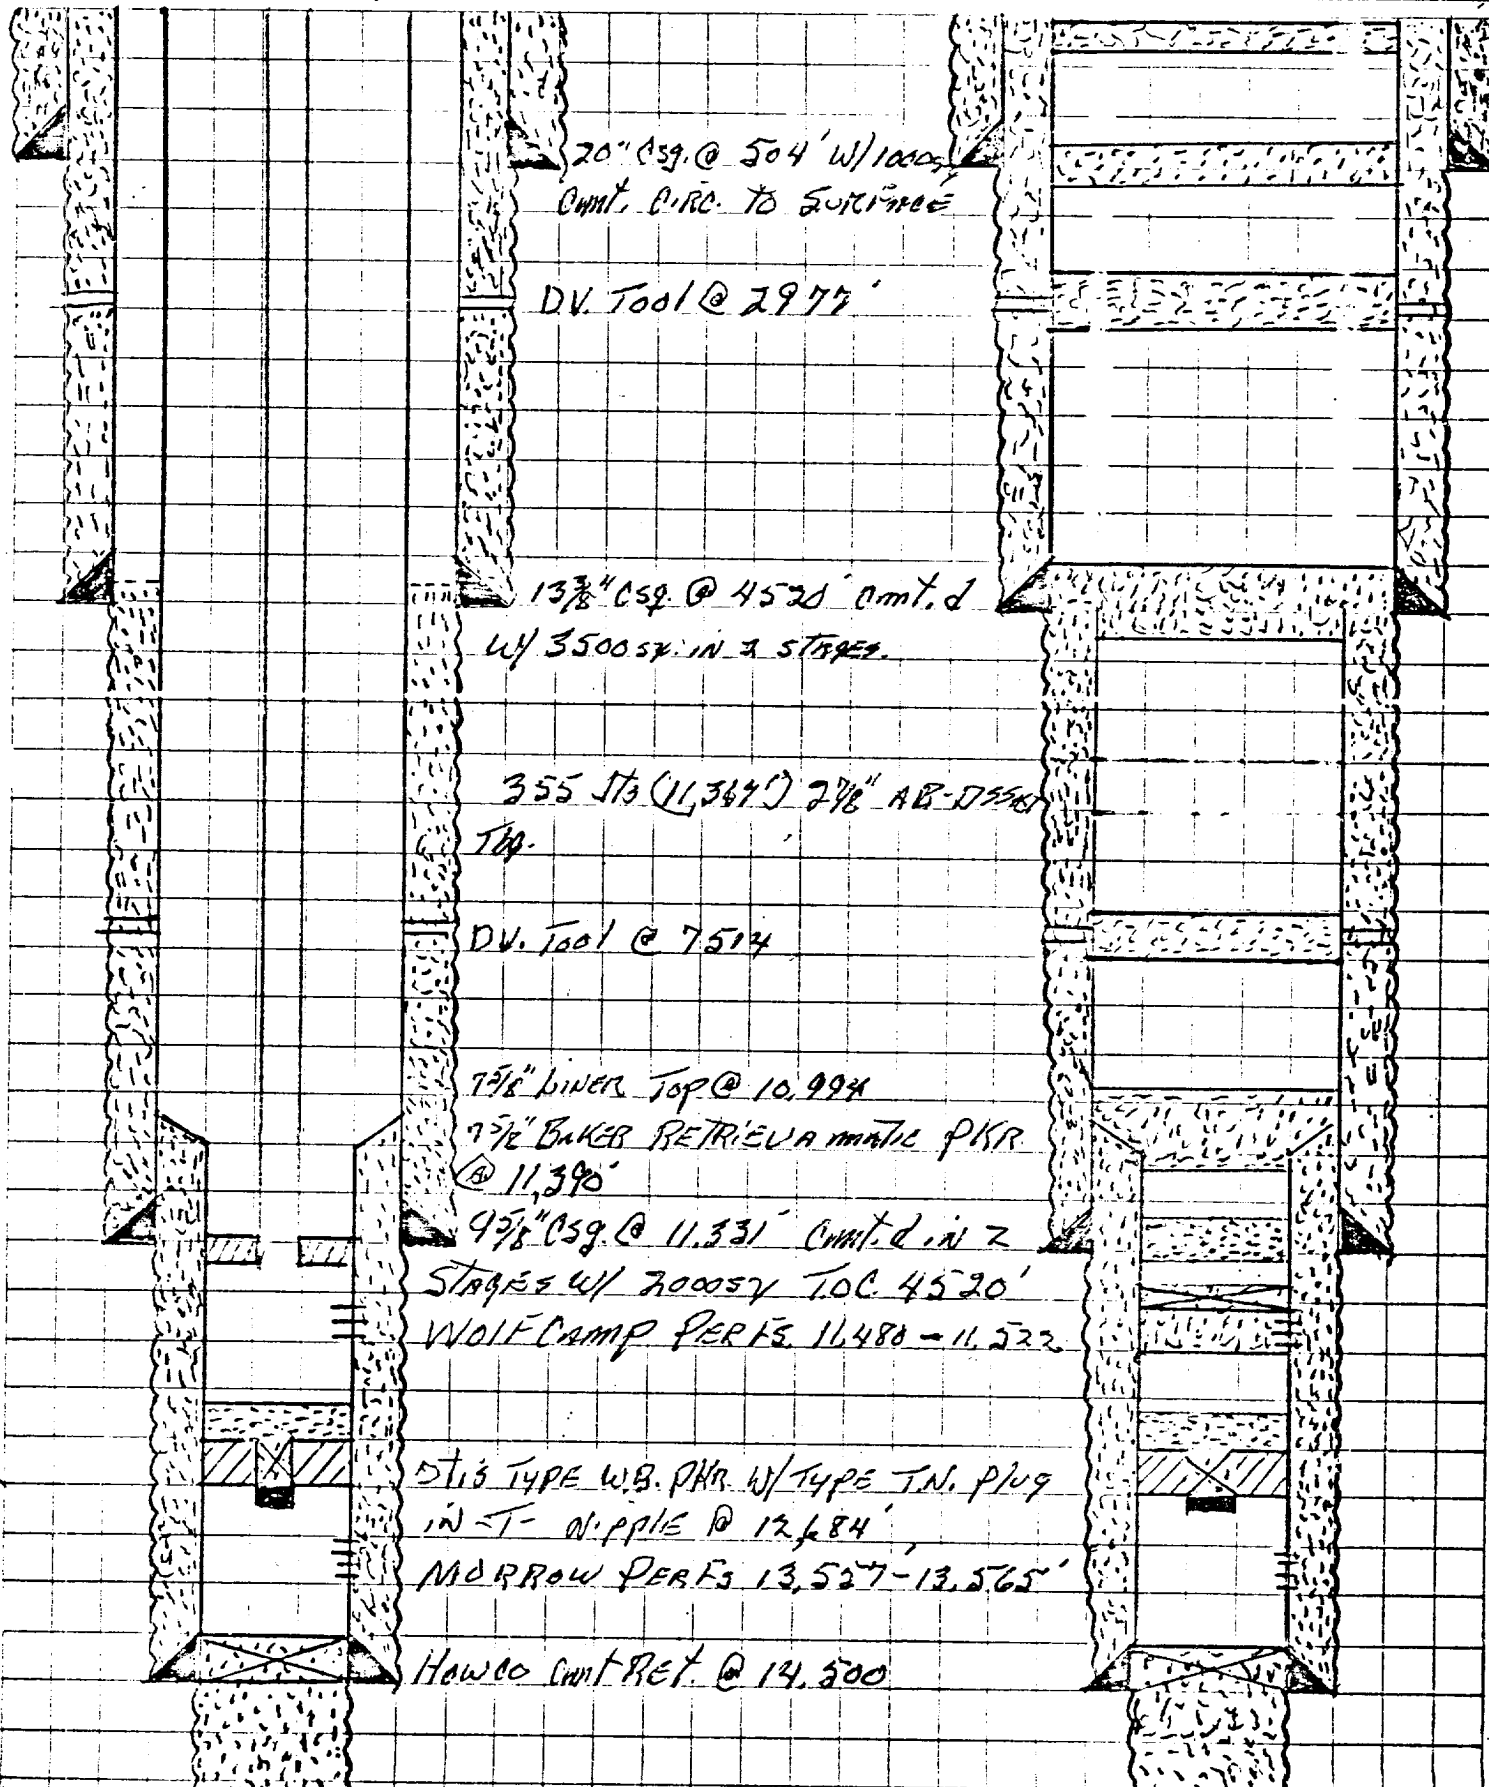 20" Csg. @ 504' W/1000sx
Cmnt. Circ. to SURFACE
D.V. Tool @ 2977'
13⅜" Csg. @ 4520' Cmt.d
W/ 3500 sx. in 2 STAGES.
355 Jts (11,367') 2⅞" AB-
Tbg.
D.V. Tool @ 7514
7⅝" LINER Top @ 10,994
7⅝" BAKER RETRIEVAmatic PKR.
@ 11,390'
9⅝" Csg. @ 11,331' Cmt.d in 2
STAGES W/ 2000sx TOC 4520'
WOLFCAMP PERFS. 11,480 - 11,522
Otis TYPE W.B. PKR W/ TYPE T.N. Plug
in -T- Nipple @ 12,684'
MORROW PERFS 13,527'-13,565'
Howco Cmt RET. @ 14,500